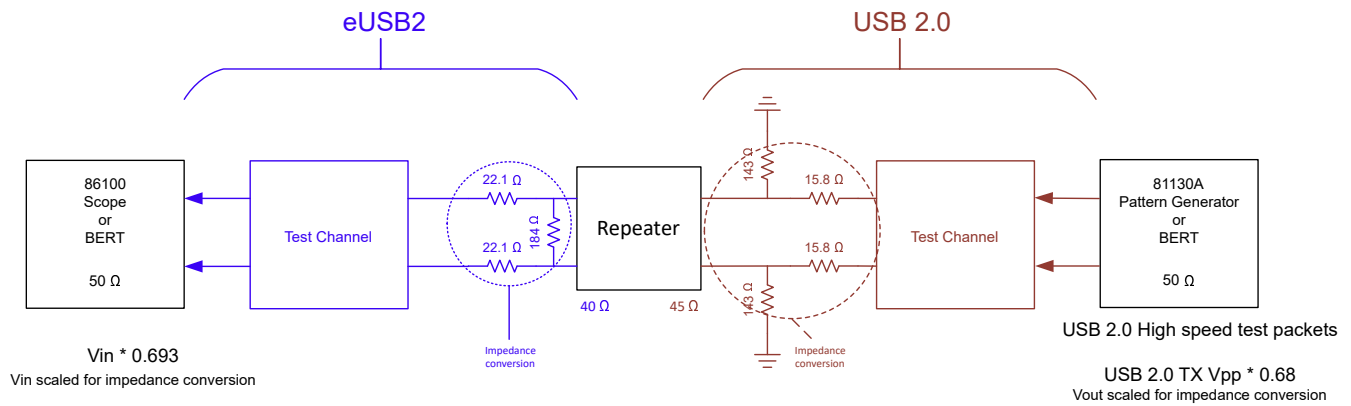 eUSB2
USB 2.0
86100
Scope
or
BERT
50 Ω
Test Channel
22.1 Ω
184 Ω
22.1 Ω
Repeater
40 Ω
45 Ω
143 Ω
15.8 Ω
15.8 Ω
143 Ω
Test Channel
81130A
Pattern Generator
or
BERT
50 Ω
Impedance
conversion
Impedance
conversion
Vin * 0.693
Vin scaled for impedance conversion
USB 2.0 High speed test packets
USB 2.0 TX Vpp * 0.68
Vout scaled for impedance conversion